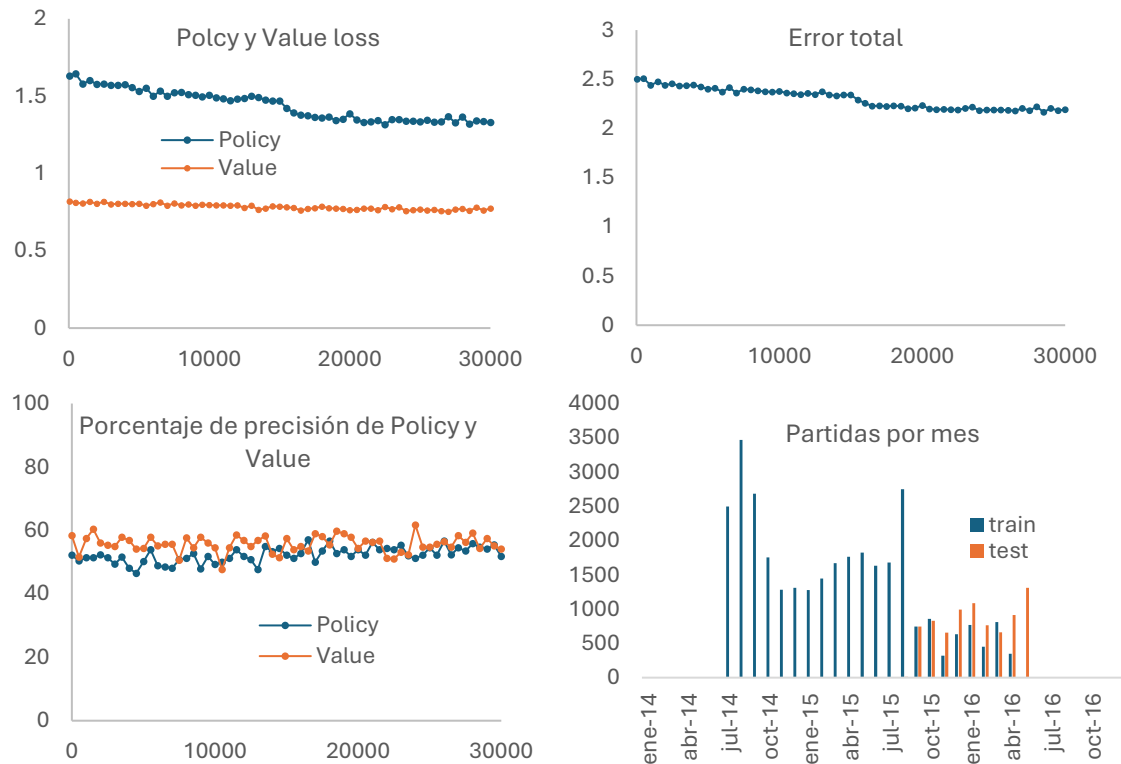 Polcy y Value loss
2
1.5
1
0.5
0
Policy
Value
0 10000 20000 30000
Error total
3
2.5
2
1.5
1
0.5
0
0 10000 20000 30000
Porcentaje de precisión de Policy y
Value
100
80
60
40
20
0
Policy
Value
0 10000 20000 30000
Partidas por mes
4000
3500
3000
2500
2000
1500
1000
500
0
train
test
ene-14
abr-14
jul-14
oct-14
ene-15
abr-15
jul-15
oct-15
ene-16
abr-16
jul-16
oct-16